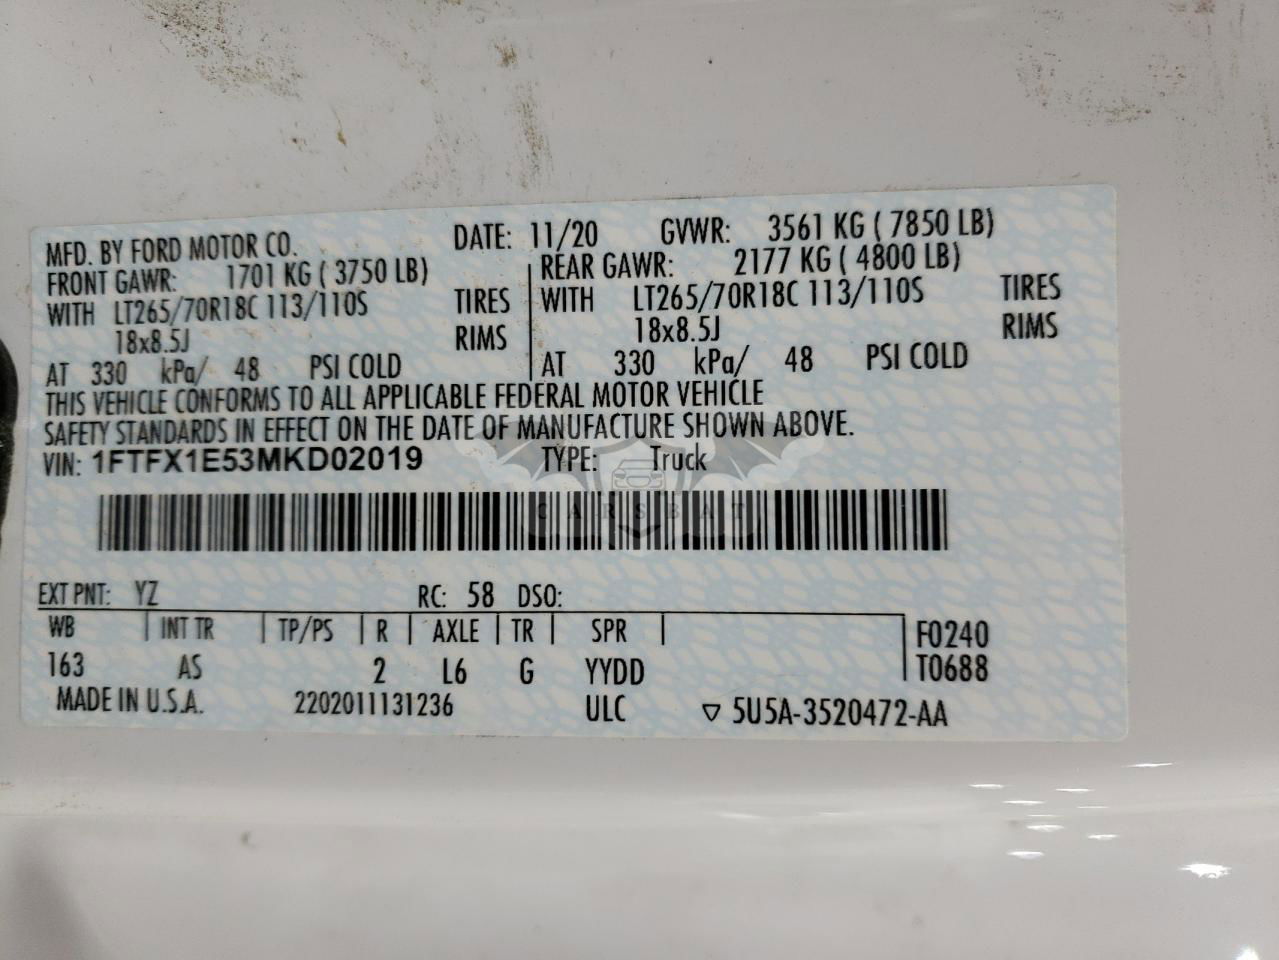 MFD. BY FORD MOTOR CO. DATE: 11/20 GVWR: 3561 KG ( 7850 LB)
FRONT GAWR: 1701 KG ( 3750 LB) REAR GAWR: 2177 KG ( 4800 LB)
WITH LT265/70R18C 113/110S TIRES WITH LT265/70R18C 113/110S TIRES
18x8.5J RIMS 18x8.5J RIMS
AT 330 kPa/ 48 PSI COLD AT 330 kPa/ 48 PSI COLD
THIS VEHICLE CONFORMS TO ALL APPLICABLE FEDERAL MOTOR VEHICLE
SAFETY STANDARDS IN EFFECT ON THE DATE OF MANUFACTURE SHOWN ABOVE.
VIN: 1FTFX1E53MKD02019 TYPE: Truck
CARSBAT
EXT PNT: YZ RC: 58 DSO:
WB INT TR TP/PS R AXLE TR SPR F0240
163 AS 2 L6 G YYDD T0688
MADE IN U.S.A. 2202011131236 ULC ▽ 5U5A-3520472-AA